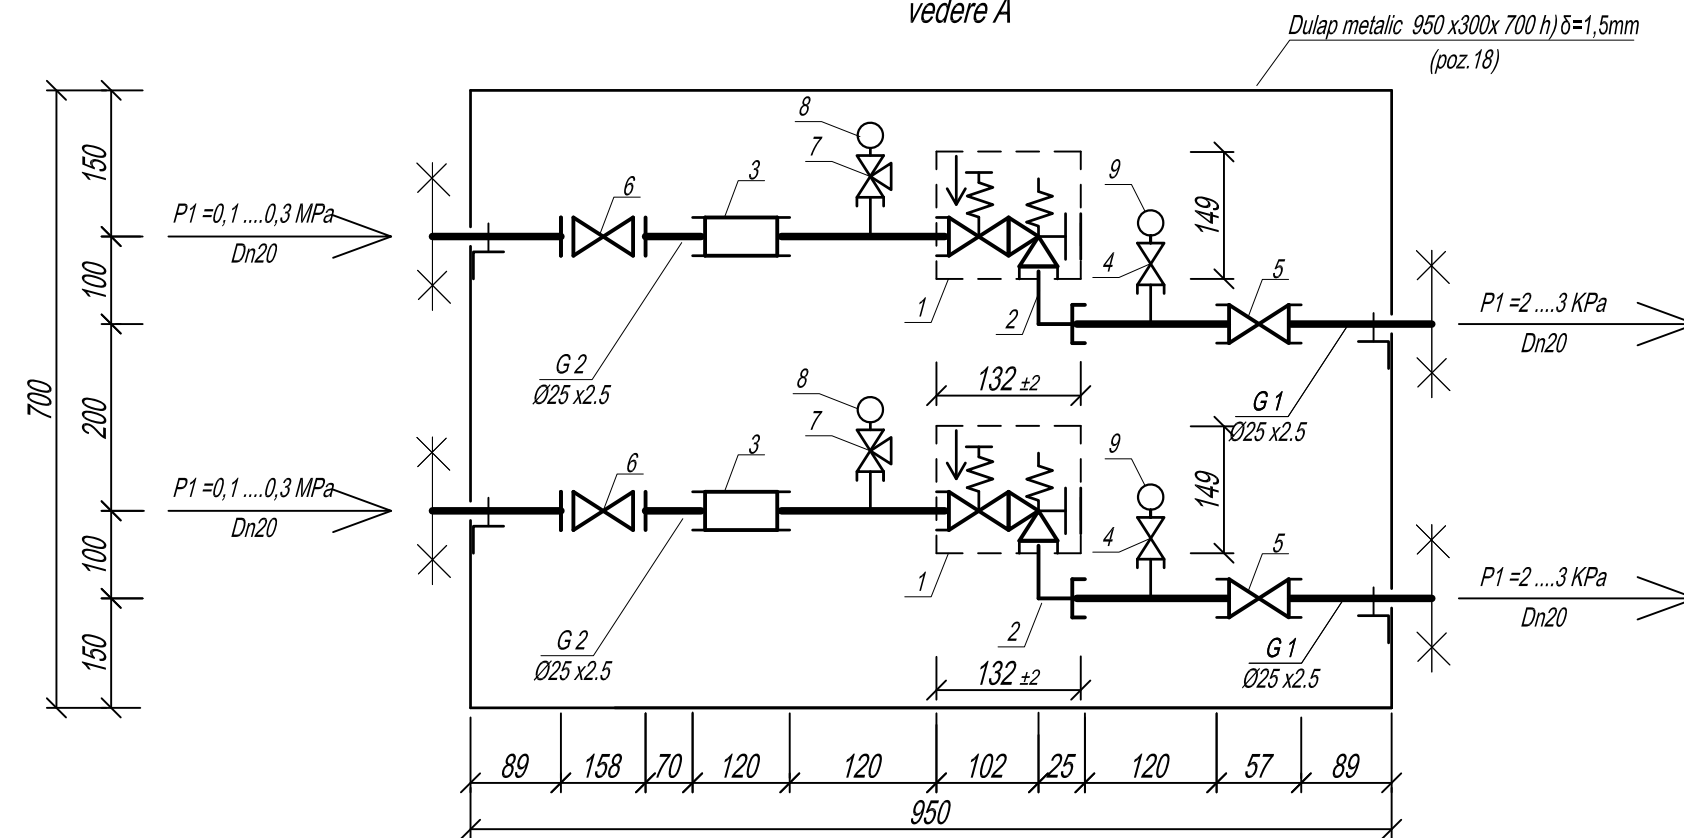 vedere A
Dulap metalic 950 x300x 700 h) δ=1,5mm
(poz.18)
700
150
100
200
100
150
P1 =0,1 ....0,3 MPa
Dn20
6
3
8
7
9
4
5
1
2
149
132 ±2
G 2
Ø25 x2.5
G 1
Ø25 x2.5
P1 =2 ....3 KPa
Dn20
P1 =0,1 ....0,3 MPa
Dn20
6
3
8
7
9
4
5
1
2
149
132 ±2
G 2
Ø25 x2.5
G 1
Ø25 x2.5
P1 =2 ....3 KPa
Dn20
89
158
70
120
120
102
25
120
57
89
950